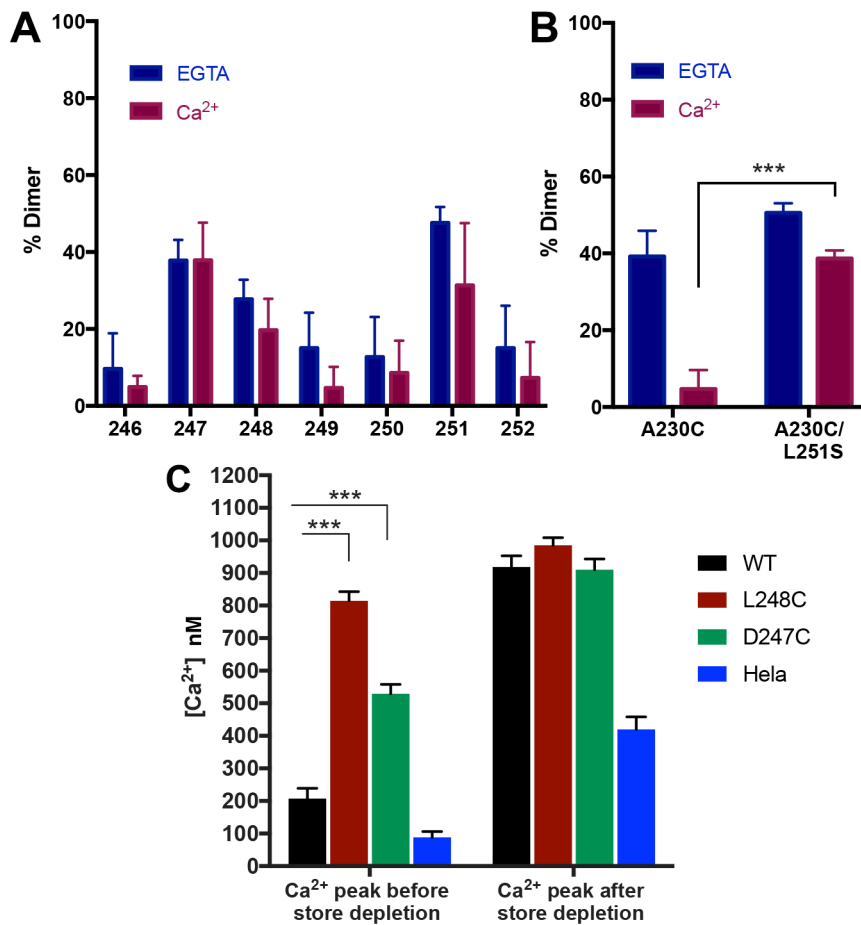 A
100
80
60
40
20
0
% Dimer
EGTA
Ca²⁺
246 247 248 249 250 251 252
B
100
80
60
40
20
0
% Dimer
EGTA
Ca²⁺
***
A230C A230C/
L251S
C
1200
1100
1000
900
800
700
600
500
400
300
200
100
0
[Ca²⁺] nM
***
***
WT
L248C
D247C
Hela
Ca²⁺ peak before
store depletion
Ca²⁺ peak after
store depletion